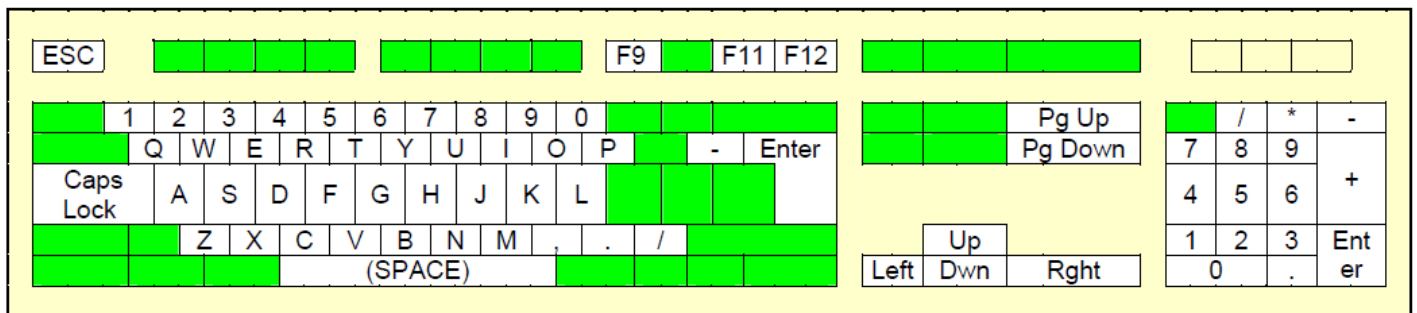 ESC F9 F11 F12
1 2 3 4 5 6 7 8 9 0 Pg Up / * -
Q W E R T Y U I O P - Enter Pg Down 7 8 9
Caps Lock A S D F G H J K L 4 5 6 +
Z X C V B N M , . / Up 1 2 3 Ent er
(SPACE) Left Dwn Rght 0 .